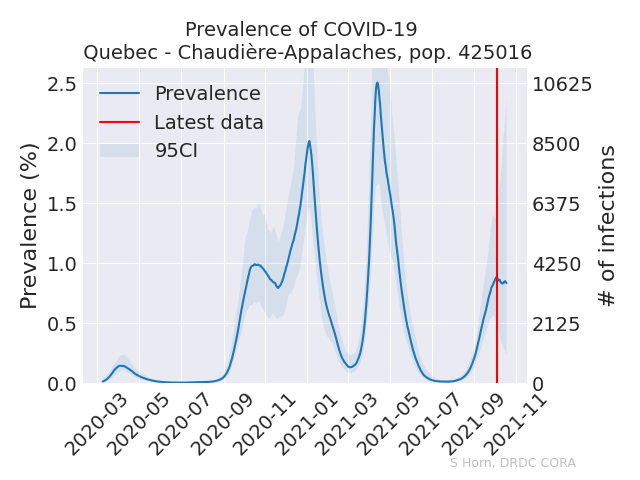 Prevalence of COVID-19
Quebec - Chaudière-Appalaches, pop. 425016
Prevalence (%)
2.5
2.0
1.5
1.0
0.5
0.0
Prevalence
Latest data
95CI
10625
8500
6375
4250
2125
0
# of infections
2020-03
2020-05
2020-07
2020-09
2020-11
2021-01
2021-03
2021-05
2021-07
2021-09
2021-11
S Horn, DRDC CORA